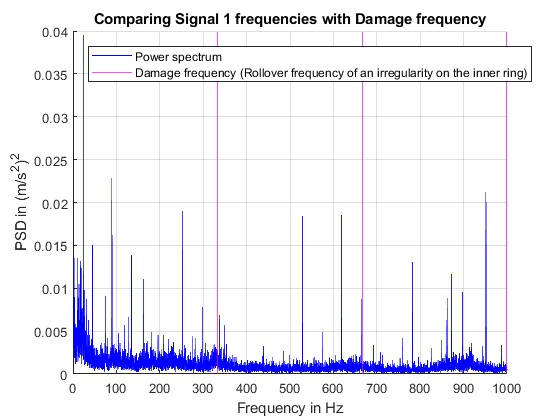 Comparing Signal 1 frequencies with Damage frequency
0.04
0.035
0.03
0.025
0.02
0.015
0.01
0.005
0
PSD in (m/s²)²
Power spectrum
Damage frequency (Rollover frequency of an irregularity on the inner ring)
0 100 200 300 400 500 600 700 800 900 1000
Frequency in Hz